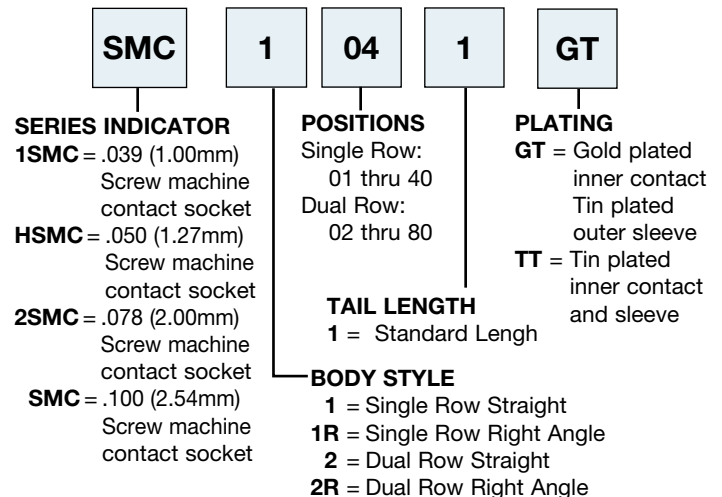 SMC 1 04 1 GT
SERIES INDICATOR
1SMC = .039 (1.00mm)
Screw machine
contact socket
HSMC = .050 (1.27mm)
Screw machine
contact socket
2SMC = .078 (2.00mm)
Screw machine
contact socket
SMC = .100 (2.54mm)
Screw machine
contact socket
POSITIONS
Single Row:
01 thru 40
Dual Row:
02 thru 80
PLATING
GT = Gold plated
inner contact
Tin plated
outer sleeve
TT = Tin plated
inner contact
and sleeve
TAIL LENGTH
1 = Standard Lengh
BODY STYLE
1 = Single Row Straight
1R = Single Row Right Angle
2 = Dual Row Straight
2R = Dual Row Right Angle